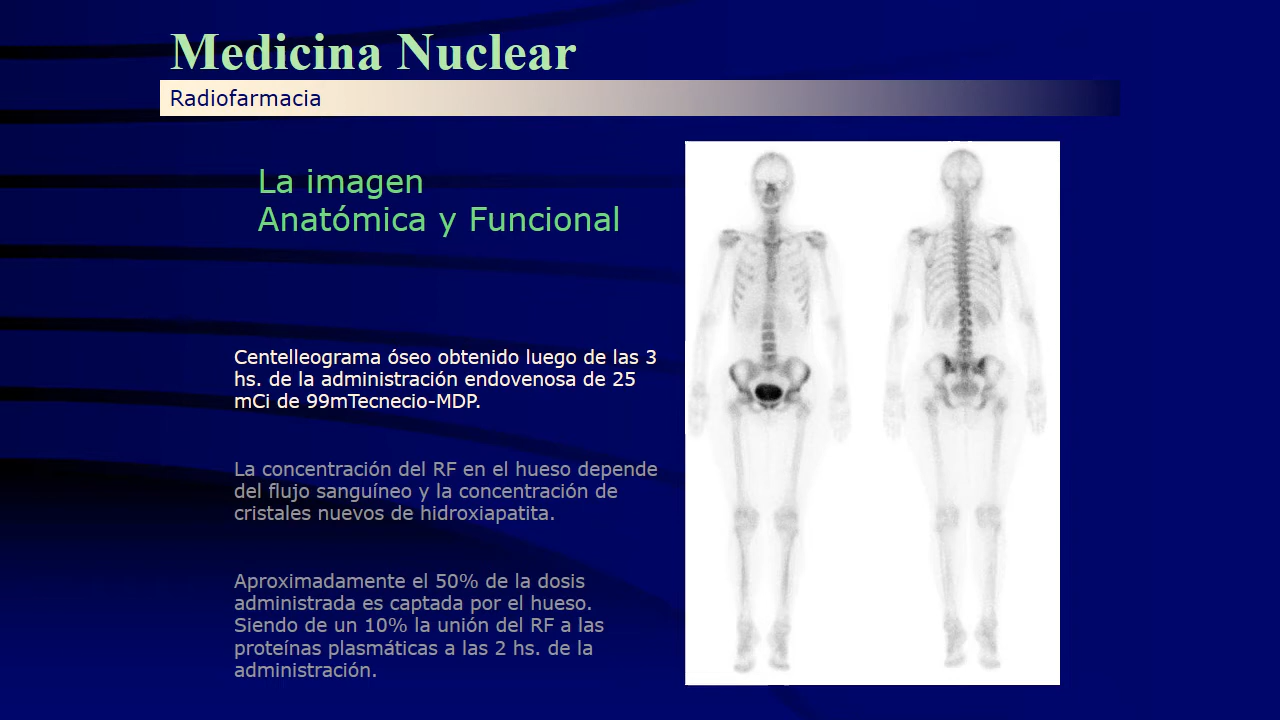 Medicina Nuclear
Radiofarmacia
La imagen
Anatómica y Funcional
Centelleograma óseo obtenido luego de las 3
hs. de la administración endovenosa de 25
mCi de 99mTecnecio-MDP.
La concentración del RF en el hueso depende
del flujo sanguíneo y la concentración de
cristales nuevos de hidroxiapatita.
Aproximadamente el 50% de la dosis
administrada es captada por el hueso.
Siendo de un 10% la unión del RF a las
proteínas plasmáticas a las 2 hs. de la
administración.